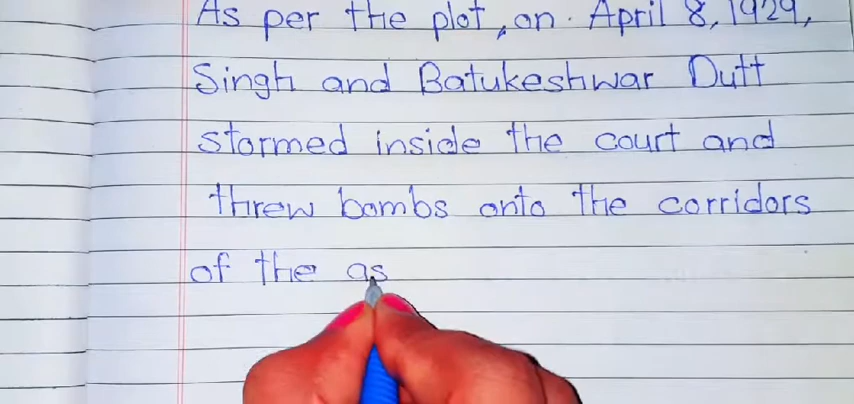 As per the plot, on. April 8, 1929,
Singh and Batukeshwar Dutt
stormed inside the court and
threw bombs onto the corridors
of the as